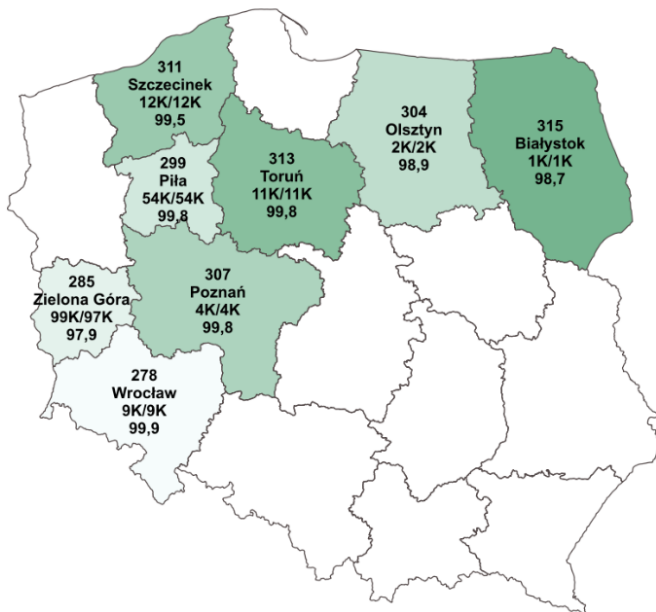 311
Szczecinek
12K/12K
99,5
304
Olsztyn
2K/2K
98,9
315
Białystok
1K/1K
98,7
299
Piła
54K/54K
99,8
313
Toruń
11K/11K
99,8
285
Zielona Góra
99K/97K
97,9
307
Poznań
4K/4K
99,8
278
Wrocław
9K/9K
99,9